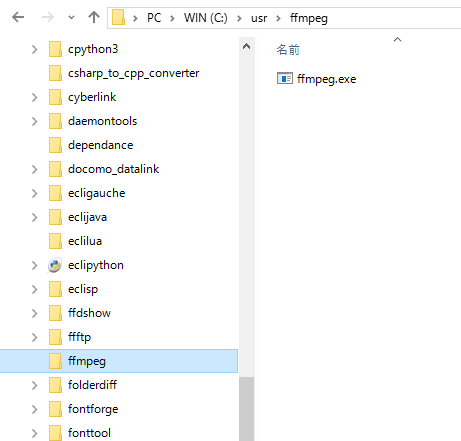 PC > WIN (C:) > usr > ffmpeg
cpython3
csharp_to_cpp_converter
cyberlink
daemontools
dependance
docomo_datalink
ecligauche
eclijava
eclilua
eclipython
eclisp
ffdshow
ffftp
ffmpeg
folderdiff
fontforge
fonttool
名前
ffmpeg.exe